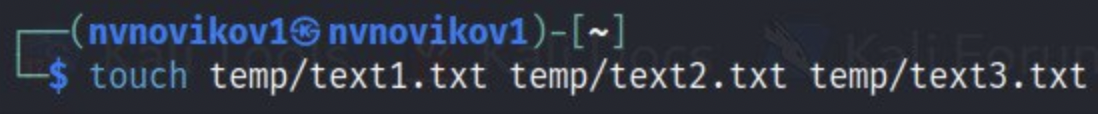 ┌──(nvnovikov1㉿nvnovikov1)-[~]
└─$ touch temp/text1.txt temp/text2.txt temp/text3.txt